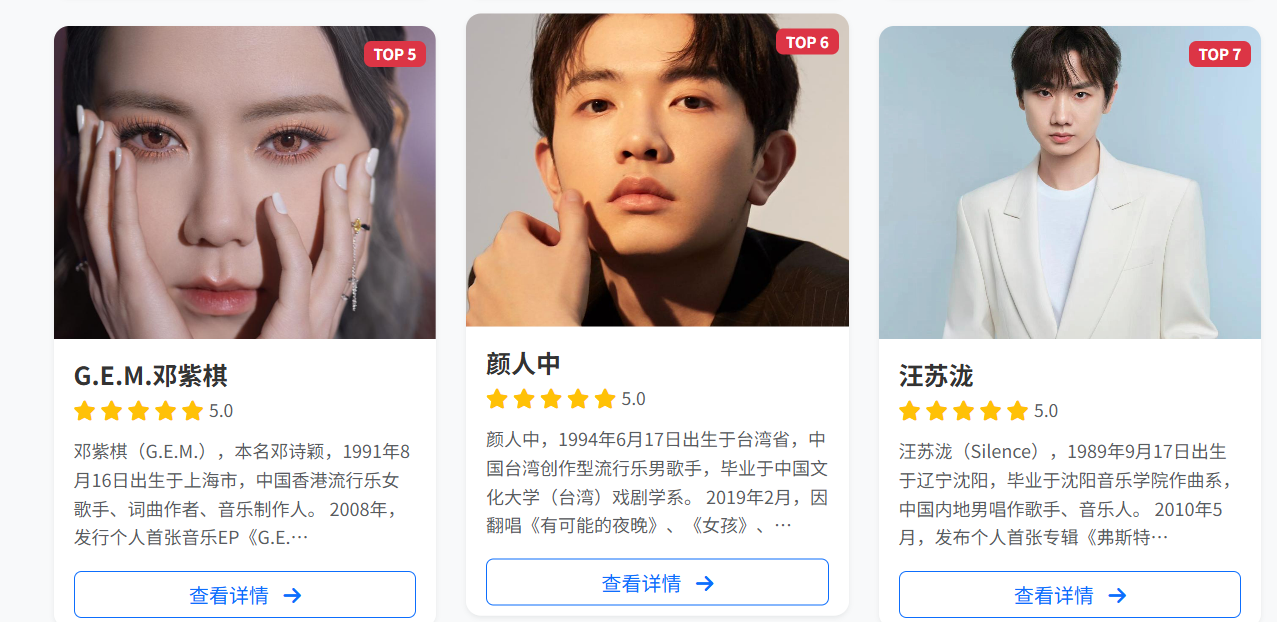 TOP 5
G.E.M.邓紫棋
5.0
邓紫棋（G.E.M.），本名邓诗颖，1991年8
月16日出生于上海市，中国香港流行乐女
歌手、词曲作者、音乐制作人。 2008年，
发行个人首张音乐EP《G.E.…
查看详情
TOP 6
颜人中
5.0
颜人中，1994年6月17日出生于台湾省，中
国台湾创作型流行乐男歌手，毕业于中国文
化大学（台湾）戏剧学系。 2019年2月，因
翻唱《有可能的夜晚》、《女孩》、…
查看详情
TOP 7
汪苏泷
5.0
汪苏泷（Silence），1989年9月17日出生
于辽宁沈阳，毕业于沈阳音乐学院作曲系，
中国内地男唱作歌手、音乐人。 2010年5
月，发布个人首张专辑《弗斯特…
查看详情